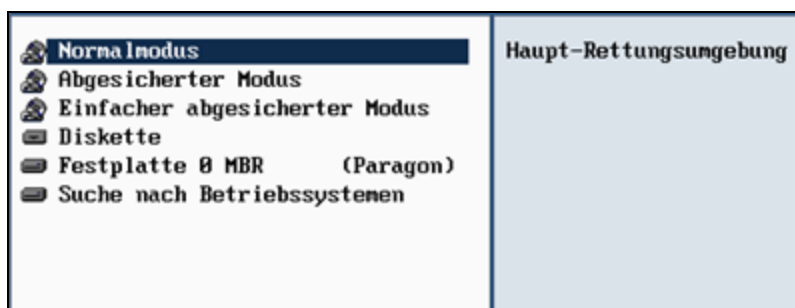 Normalmodus
Abgesicherter Modus
Einfacher abgesicherter Modus
Diskette
Festplatte 0 MBR (Paragon)
Suche nach Betriebssystemen
Haupt-Rettungsumgebung